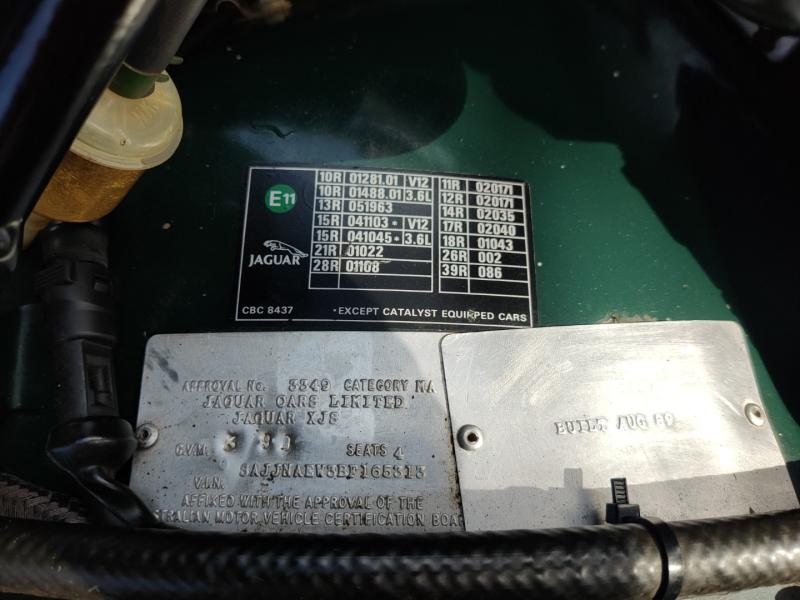 E11
10R 01281.01 V12
10R 01488.01 3.6L
13R 051963
15R 041103* V12
15R 041045* 3.6L
21R 01022
28R 01108
11R 020171
12R 020171
14R 02035
17R 02040
18R 01043
26R 002
39R 086
JAGUAR
CBC 8437
*EXCEPT CATALYST EQUIPPED CARS
APPROVAL No. 3349 CATEGORY MA
JAGUAR CARS LIMITED
JAGUAR XJS
G.V.M. SEATS 4
V.I.N.
AFFIXED WITH THE APPROVAL OF THE
MOTOR VEHICLE CERTIFICATION
BUILT AUG 89